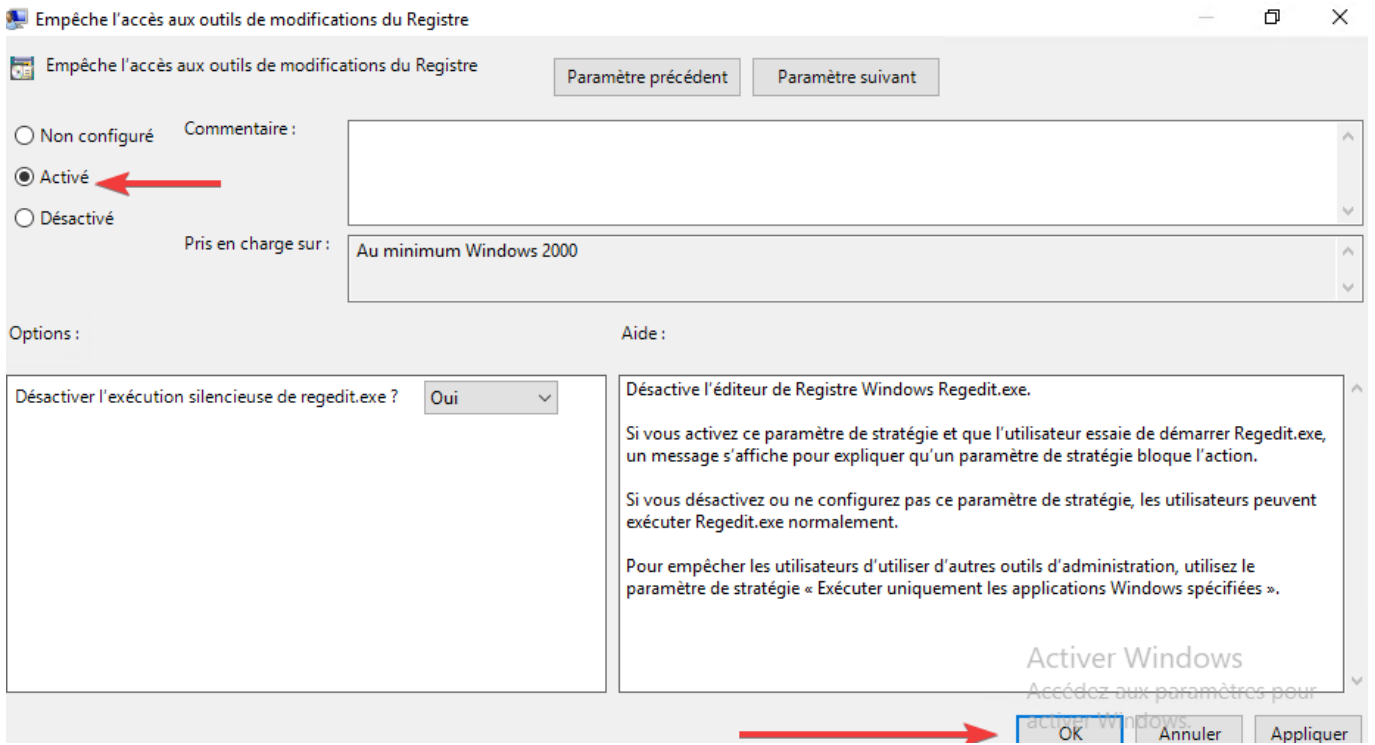 Empêche l'accès aux outils de modifications du Registre
Empêche l'accès aux outils de modifications du Registre
Paramètre précédent
Paramètre suivant
Non configuré
Commentaire :
Activé
Désactivé
Pris en charge sur :
Au minimum Windows 2000
Options :
Aide :
Désactiver l'exécution silencieuse de regedit.exe ?
Oui
Désactive l'éditeur de Registre Windows Regedit.exe.
Si vous activez ce paramètre de stratégie et que l'utilisateur essaie de démarrer Regedit.exe,
un message s'affiche pour expliquer qu'un paramètre de stratégie bloque l'action.
Si vous désactivez ou ne configurez pas ce paramètre de stratégie, les utilisateurs peuvent
exécuter Regedit.exe normalement.
Pour empêcher les utilisateurs d'utiliser d'autres outils d'administration, utilisez le
paramètre de stratégie « Exécuter uniquement les applications Windows spécifiées ».
Activer Windows
Accédez aux paramètres pour
activer Windows.
OK
Annuler
Appliquer